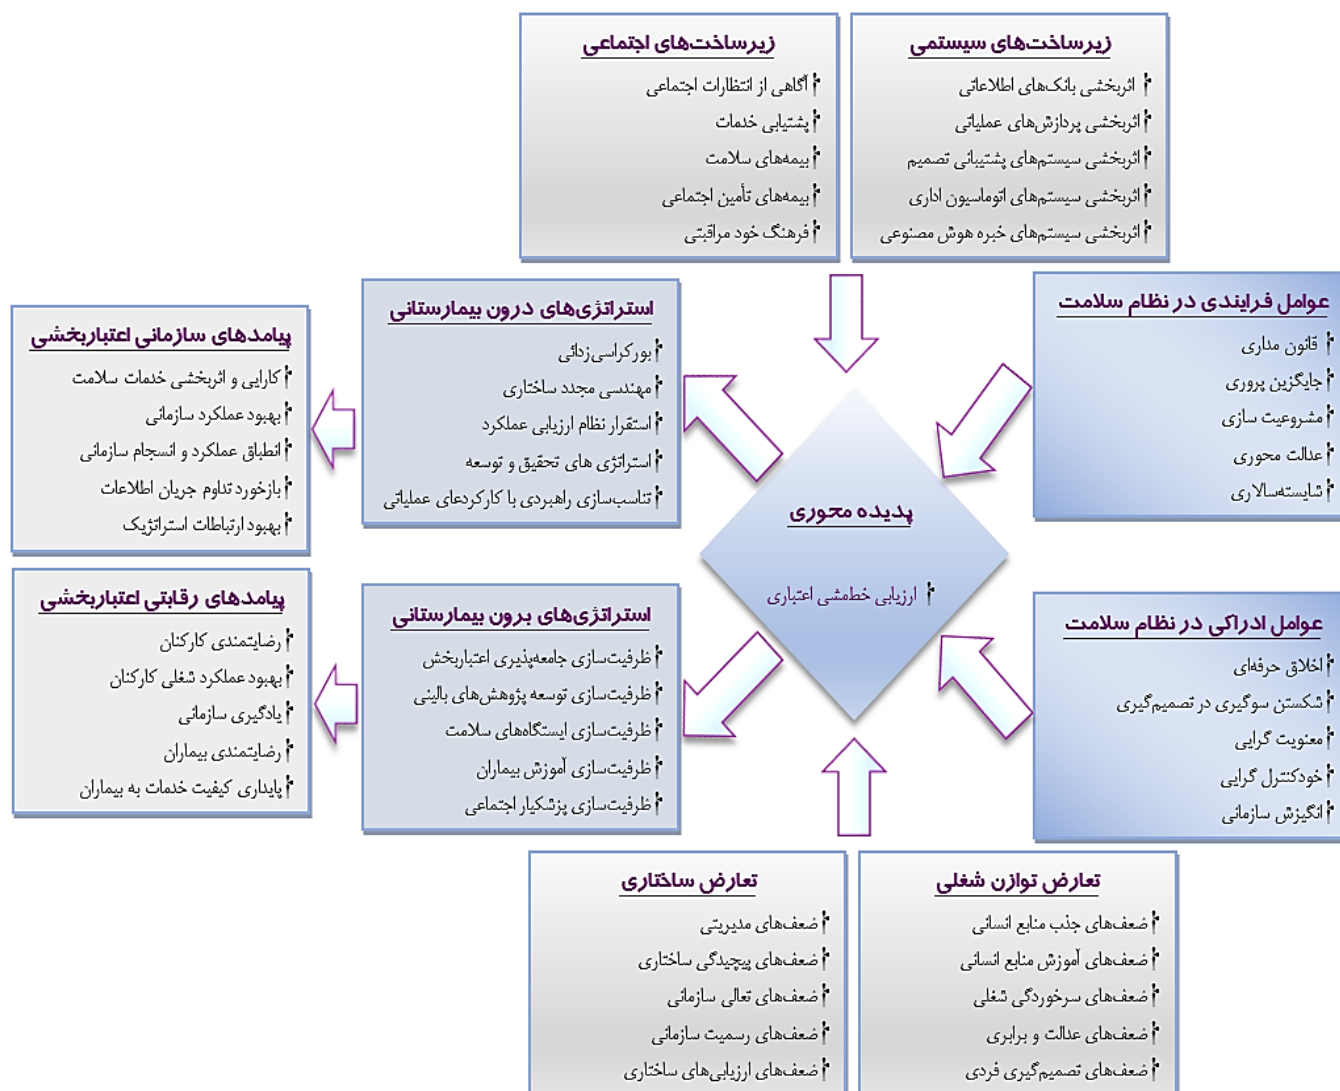 زیرساخت‌های سیستمی
اثربخشی بانک‌های اطلاعاتی
اثربخشی پردازش‌های عملیاتی
اثربخشی سیستم‌های پشتیبانی تصمیم
اثربخشی سیستم‌های اتوماسیون اداری
اثربخشی سیستم‌های خبره هوش مصنوعی
زیرساخت‌های اجتماعی
آگاهی از انتظارات اجتماعی
پشتیابی خدمات
بیمه‌های سلامت
بیمه‌های تأمین اجتماعی
فرهنگ خود مراقبتی
عوامل فرایندی در نظام سلامت
قانون مداری
جایگزین پروری
مشروعیت سازی
عدالت محوری
شایسته‌سالاری
عوامل ادراکی در نظام سلامت
اخلاق حرفه‌ای
شکستن سوگیری در تصمیم‌گیری
معنویت گرایی
خودکنترل گرایی
انگیزش سازمانی
پدیده محوری
ارزیابی خط‌مشی اعتباری
استراتژی‌های درون بیمارستانی
بورکراسی‌زدائی
مهندسی مجدد ساختاری
استقرار نظام ارزیابی عملکرد
استراتژی های تحقیق و توسعه
تناسب‌سازی راهبردی با کارکردعای عملیاتی
استراتژی‌های برون بیمارستانی
ظرفیت‌سازی جامعه‌پذیری اعتباربخش
ظرفیت‌سازی توسعه پژوهش‌های بالینی
ظرفیت‌سازی ایستگاه‌های سلامت
ظرفیت‌سازی آموزش بیماران
ظرفیت‌سازی پزشکیار اجتماعی
پیامدهای سازمانی اعتباربخشی
کارایی و اثربخشی خدمات سلامت
بهبود عملکرد سازمانی
انطباق عملکرد و انسجام سازمانی
بازخورد تداوم جریان اطلاعات
بهبود ارتباطات استراتژیک
پیامدهای رقابتی اعتباربخشی
رضایتمندی کارکنان
بهبود عملکرد شغلی کارکنان
یادگیری سازمانی
رضایتمندی بیماران
پایداری کیفیت خدمات به بیماران
تعارض توازن شغلی
ضعف‌های جذب منابع انسانی
ضعف‌های آموزش منابع انسانی
ضعف‌های سرخوردگی شغلی
ضعف‌های عدالت و برابری
ضعف‌های تصمیم‌گیری فردی
تعارض ساختاری
ضعف‌های مدیریتی
ضعف‌های پیچیدگی ساختاری
ضعف‌های تعالی سازمانی
ضعف‌های رسمیت سازمانی
ضعف‌های ارزیابی‌های ساختاری